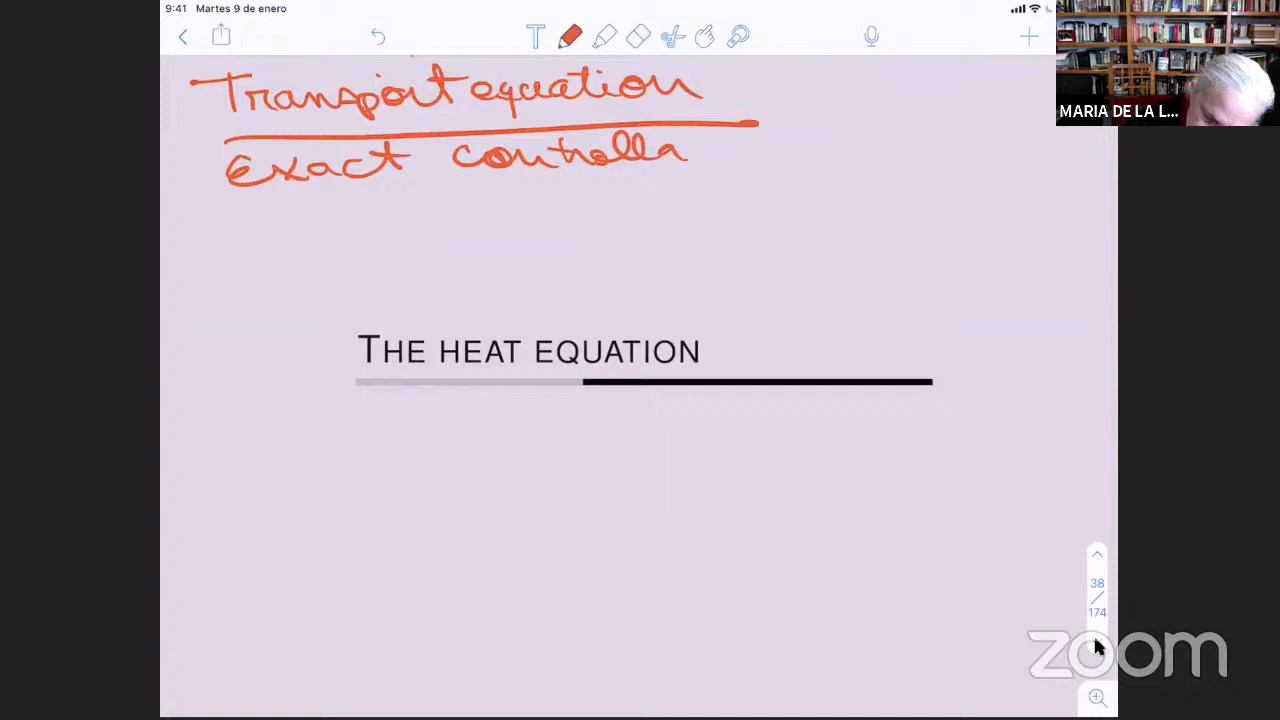 9:41 Martes 9 de enero
MARIA DE LA L...
Transport equation
Exact controlla
THE HEAT EQUATION
38
174
zoom